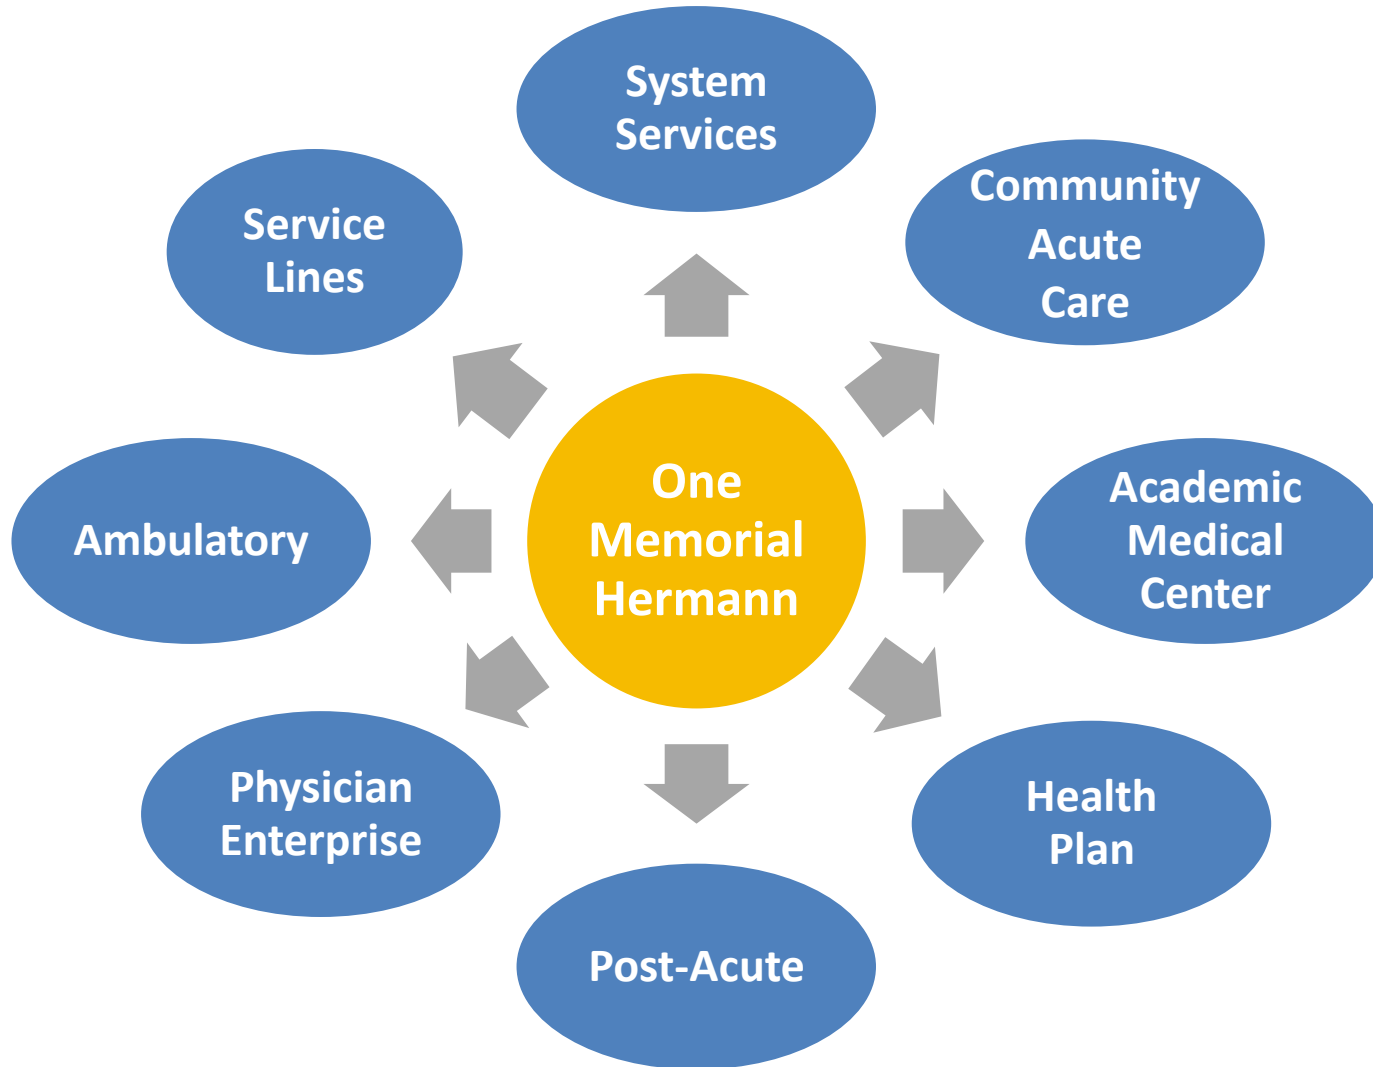 System
Services
Community
Acute
Care
Academic
Medical
Center
Health
Plan
Post-Acute
Physician
Enterprise
Ambulatory
Service
Lines
One
Memorial
Hermann